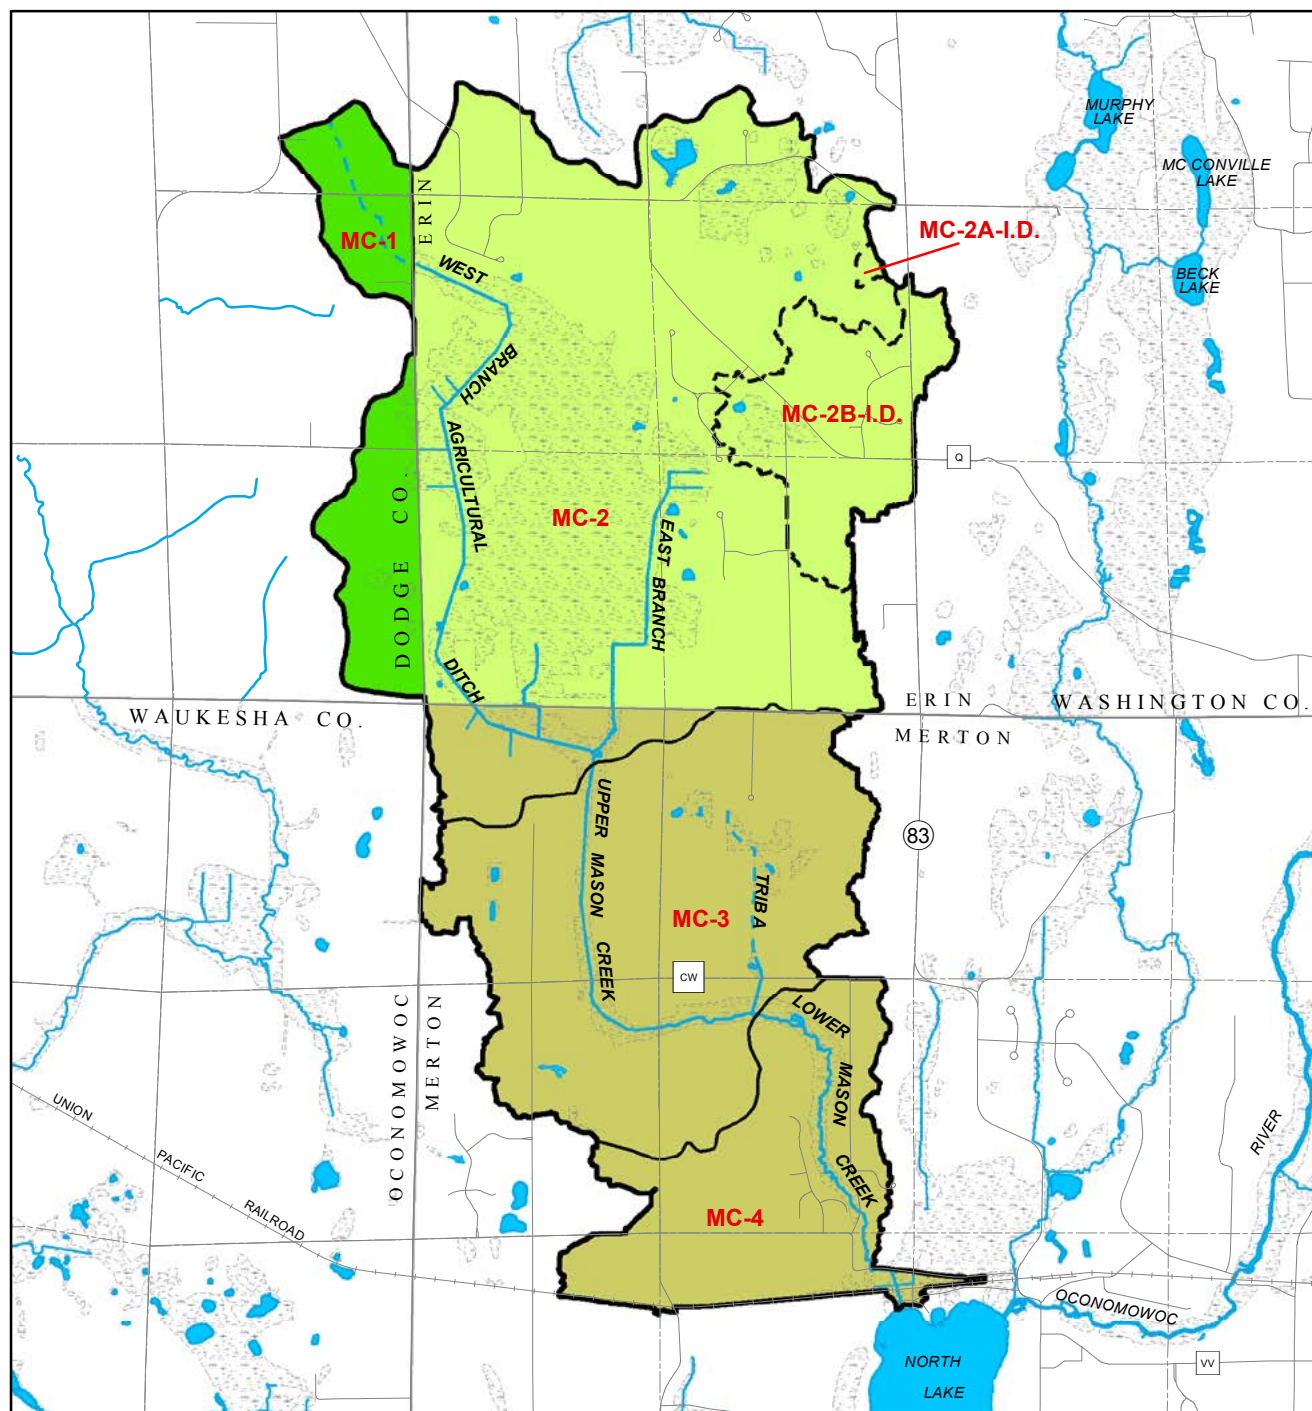 MURPHY
LAKE
MC CONVILLE
LAKE
ERIN
MC-1
MC-2A-I.D.
WEST
BECK
LAKE
BRANCH
MC-2B-I.D.
AGRICULTURAL
Q
DODGE CO.
MC-2
EAST BRANCH
DITCH
ERIN
WASHINGTON CO.
WAUKESHA CO.
MERTON
UPPER MASON CREEK
83
TRIB A
MC-3
CW
OCONOMOWOC
MERTON
LOWER
MASON
CREEK
UNION
PACIFIC
RAILROAD
RIVER
MC-4
OCONOMOWOC
NORTH
LAKE
VV